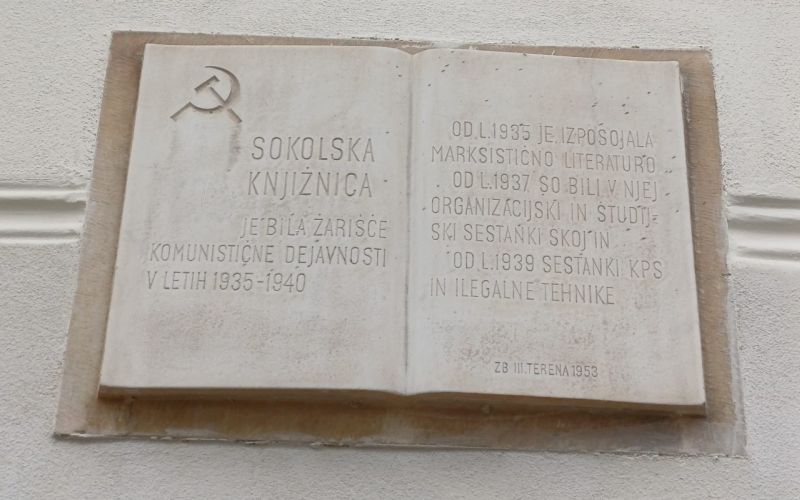 SOKOLSKA
KNJIŽNICA
JE BILA ŽARIŠČE
KOMUNISTIČNE DEJAVNOSTI
V LETIH 1935-1940
OD L.1935 JE IZPOSOJALA
MARKSISTIČNO LITERATURO
OD L.1937 SO BILI V NJEJ
ORGANIZACIJSKI IN ŠTUDIJ-
SKI SESTANKI SKOJ IN
OD L.1939 SESTANKI KPS
IN ILEGALNE TEHNIKE
ZB III. TERENA 1953